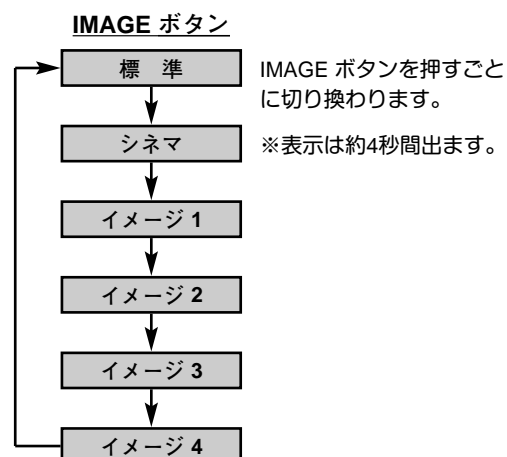 IMAGE ボタン
標 準
シネマ
イメージ 1
イメージ 2
イメージ 3
イメージ 4
IMAGE ボタンを押すごと
に切り換わります。
※表示は約4秒間出ます。